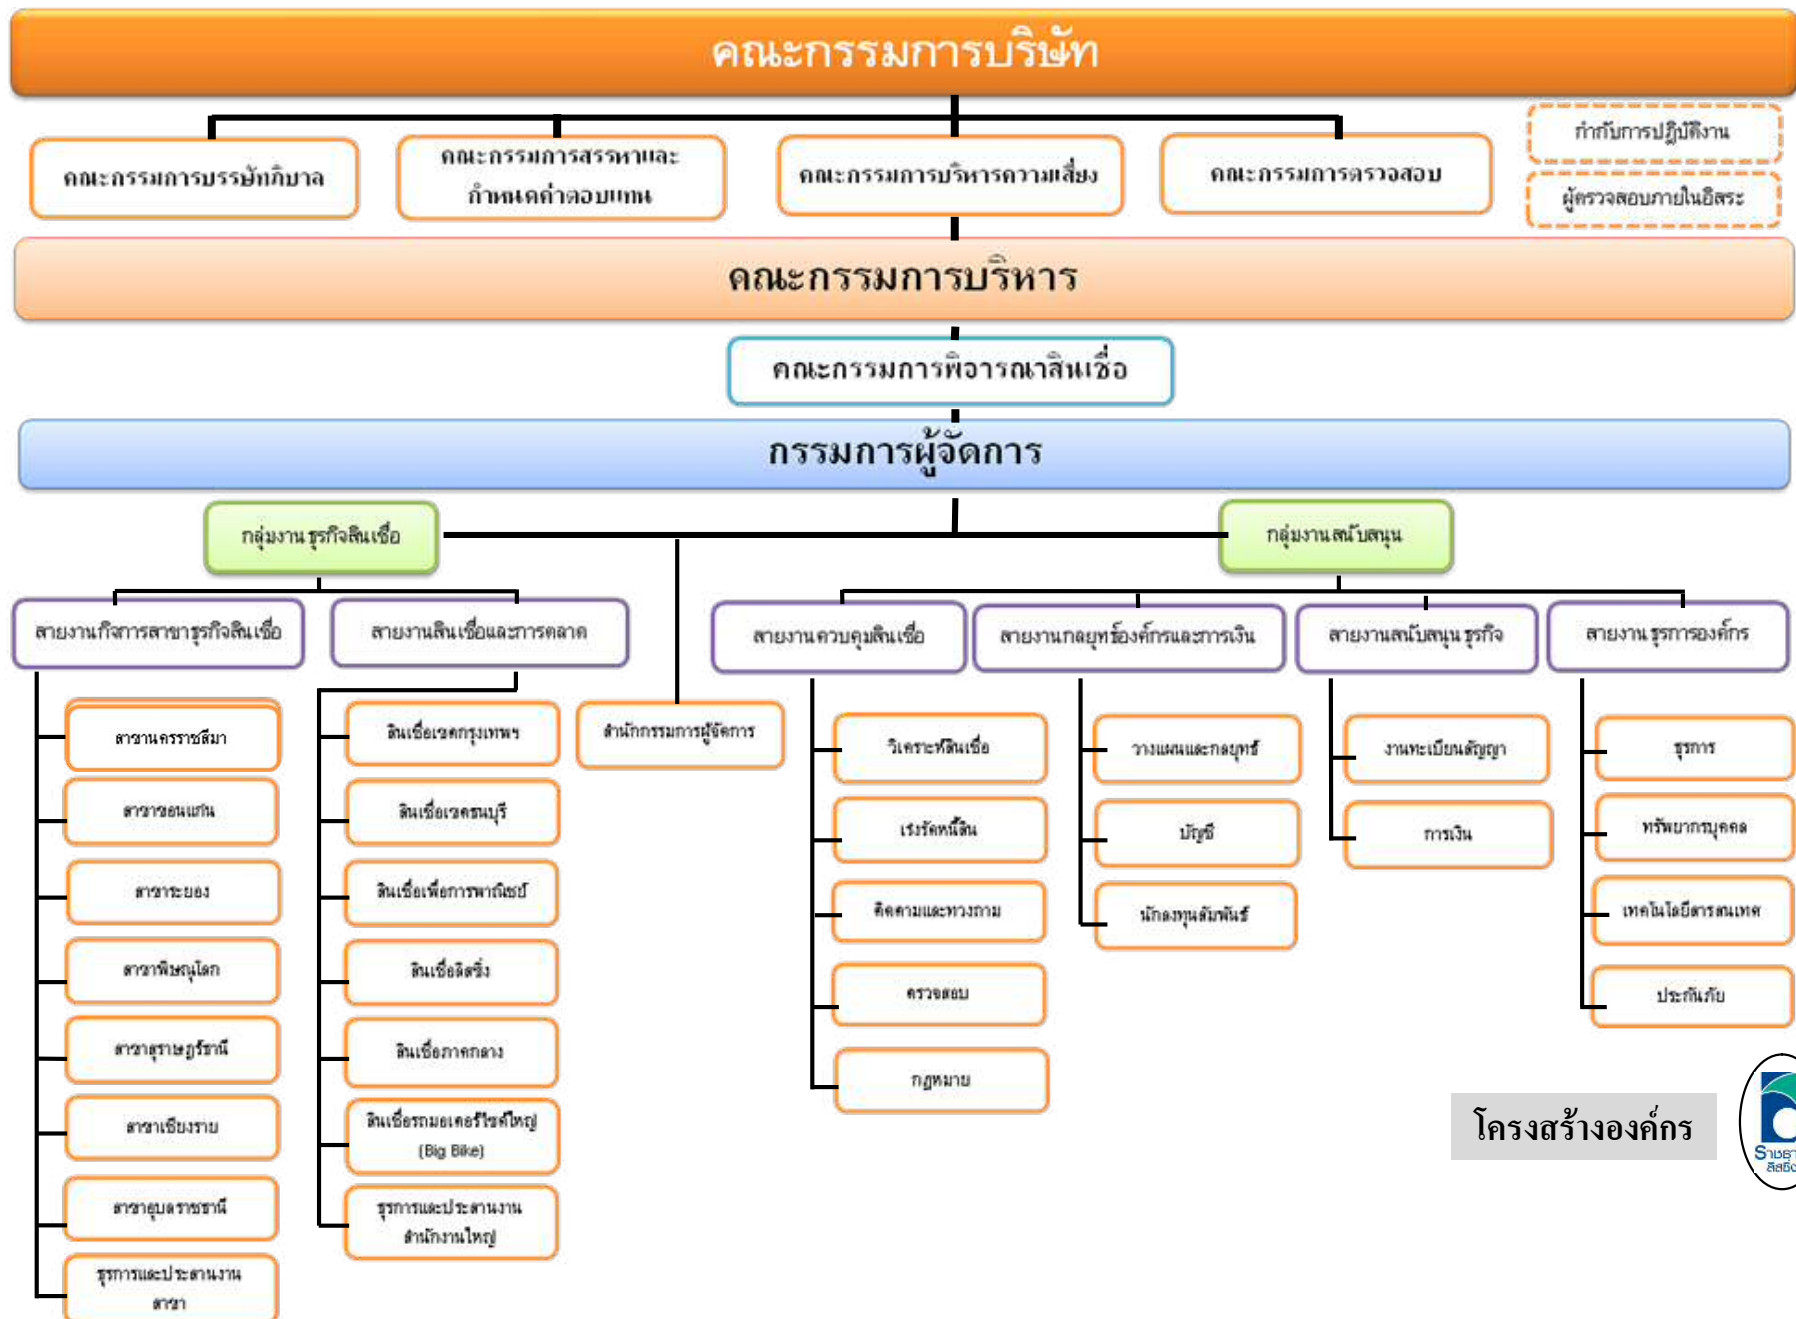 คณะกรรมการบริษัท
กำกับการปฏิบัติงาน
คณะกรรมการบรรษัทภิบาล
คณะกรรมการสรรหาและ
กำหนดค่าตอบแทน
คณะกรรมการบริหารความเสี่ยง
คณะกรรมการตรวจสอบ
ผู้ตรวจสอบภายในอิสระ
คณะกรรมการบริหาร
คณะกรรมการพิจารณาสินเชื่อ
กรรมการผู้จัดการ
กลุ่มงานธุรกิจสินเชื่อ
กลุ่มงานสนับสนุน
สายงานกิจการสาขาธุรกิจสินเชื่อ
สายงานสินเชื่อและการตลาด
สายงานควบคุมสินเชื่อ
สายงานกลยุทธ์องค์กรและการเงิน
สายงานสนับสนุนธุรกิจ
สายงานธุรการองค์กร
สาขานครราชสีมา
สาขาขอนแก่น
สาขาระยอง
สาขาพิษณุโลก
สาขาสุราษฎร์ธานี
สาขาเชียงราย
สาขาอุบลราชธานี
ธุรการและประสานงาน
สาขา
สินเชื่อเขตกรุงเทพฯ
สินเชื่อเขตธนบุรี
สินเชื่อเพื่อการพาณิชย์
สินเชื่อลิสซิ่ง
สินเชื่อภาคกลาง
สินเชื่อรถมอเตอร์ไซค์ใหญ่
(Big Bike)
ธุรการและประสานงาน
สำนักงานใหญ่
สำนักกรรมการผู้จัดการ
วิเคราะห์สินเชื่อ
เร่งรัดหนี้สิน
ติดตามและทวงถาม
ตรวจสอบ
กฎหมาย
วางแผนและกลยุทธ์
บัญชี
นักลงทุนสัมพันธ์
งานทะเบียนสัญญา
การเงิน
ธุรการ
ทรัพยากรบุคคล
เทคโนโลยีสารสนเทศ
ประกันภัย
โครงสร้างองค์กร